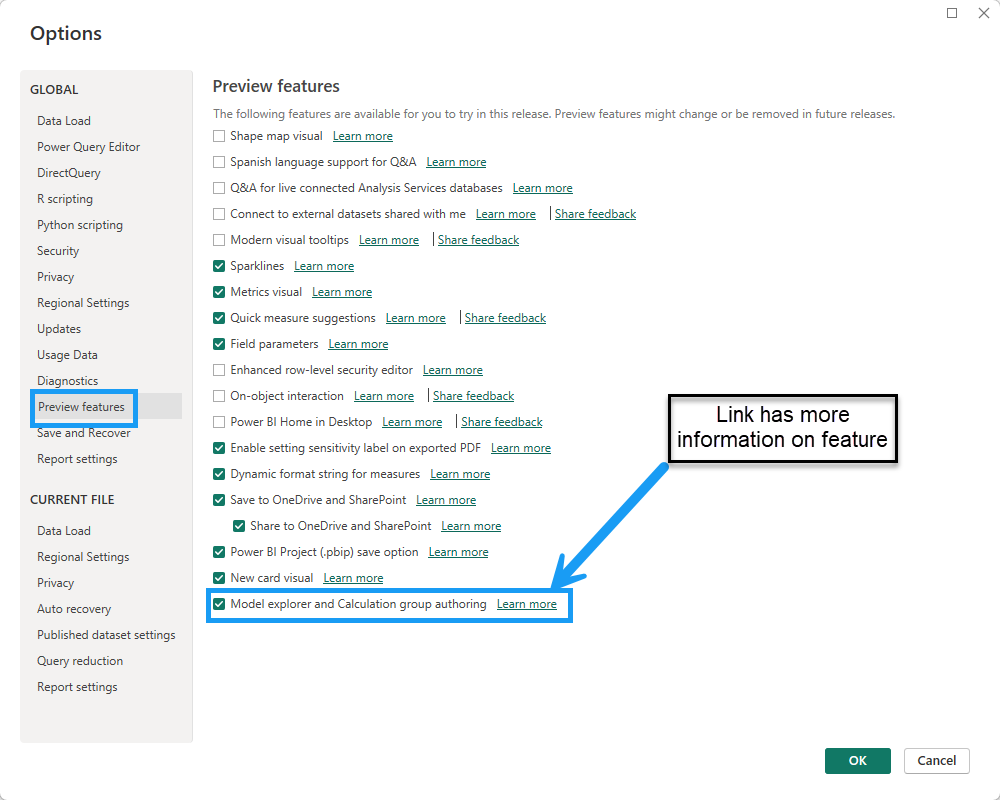 Options
GLOBAL
Data Load
Power Query Editor
DirectQuery
R scripting
Python scripting
Security
Privacy
Regional Settings
Updates
Usage Data
Diagnostics
Preview features
Save and Recover
Report settings
CURRENT FILE
Data Load
Regional Settings
Privacy
Auto recovery
Published dataset settings
Query reduction
Report settings
Preview features
The following features are available for you to try in this release. Preview features might change or be removed in future releases.
Shape map visual Learn more
Spanish language support for Q&A Learn more
Q&A for live connected Analysis Services databases Learn more
Connect to external datasets shared with me Learn more | Share feedback
Modern visual tooltips Learn more | Share feedback
Sparklines Learn more
Metrics visual Learn more
Quick measure suggestions Learn more | Share feedback
Field parameters Learn more
Enhanced row-level security editor Learn more
On-object interaction Learn more | Share feedback
Power BI Home in Desktop Learn more | Share feedback
Enable setting sensitivity label on exported PDF Learn more
Dynamic format string for measures Learn more
Save to OneDrive and SharePoint Learn more
Share to OneDrive and SharePoint Learn more
Power BI Project (.pbip) save option Learn more
New card visual Learn more
Model explorer and Calculation group authoring Learn more
Link has more
information on feature
OK Cancel